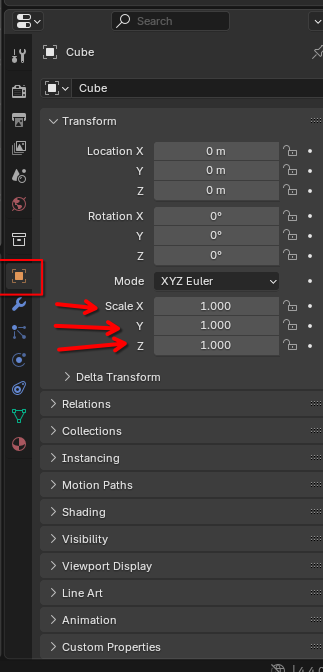 Search
Cube
Cube
Transform
Location X 0 m
Y 0 m
Z 0 m
Rotation X 0°
Y 0°
Z 0°
Mode XYZ Euler
Scale X 1.000
Y 1.000
Z 1.000
Delta Transform
Relations
Collections
Instancing
Motion Paths
Shading
Visibility
Viewport Display
Line Art
Animation
Custom Properties